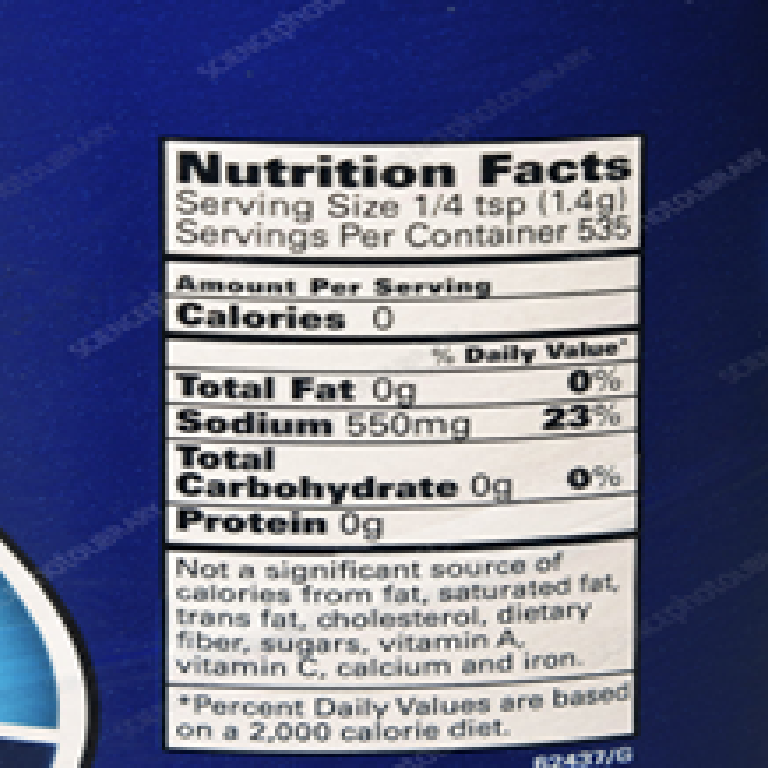 Nutrition Facts
Serving Size 1/4 tsp (1.4g)
Servings Per Container 535
Amount Per Serving
Calories 0
% Daily Value*
Total Fat 0g 0%
Sodium 550mg 23%
Total
Carbohydrate 0g 0%
Protein 0g
Not a significant source of
calories from fat, saturated fat,
trans fat, cholesterol, dietary
fiber, sugars, vitamin A,
vitamin C, calcium and iron.
*Percent Daily Values are based
on a 2,000 calorie diet.
62437/G